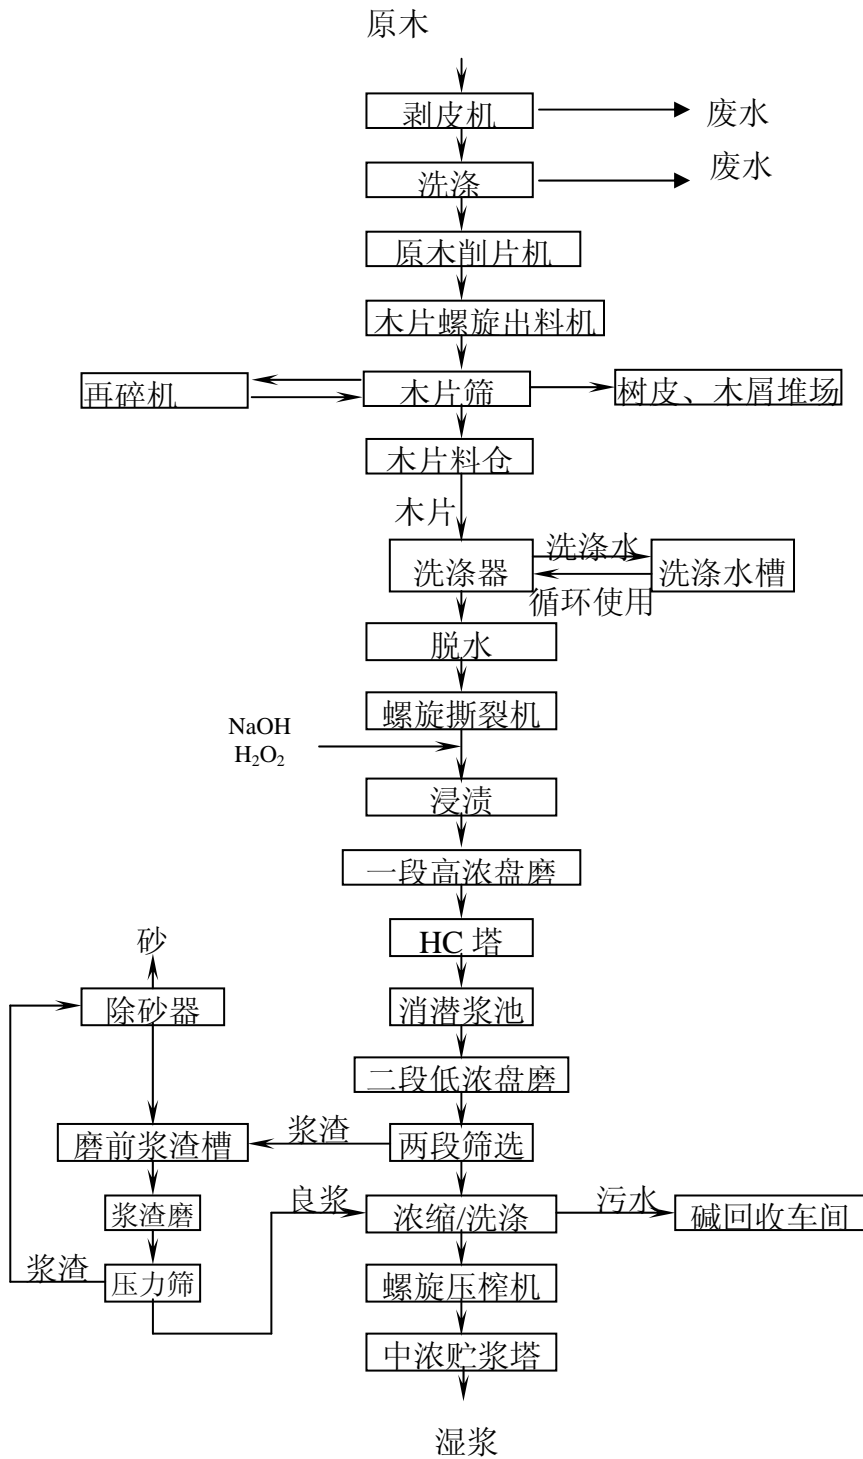 原木
剥皮机
废水
洗涤
废水
原木削片机
木片螺旋出料机
再碎机
木片筛
树皮、木屑堆场
木片料仓
木片
洗涤器
洗涤水
洗涤水槽
循环使用
脱水
螺旋撕裂机
NaOH
H₂O₂
浸渍
一段高浓盘磨
HC 塔
砂
除砂器
消潜浆池
二段低浓盘磨
磨前浆渣槽
浆渣
两段筛选
浆渣磨
良浆
浓缩/洗涤
污水
碱回收车间
浆渣
压力筛
螺旋压榨机
中浓贮浆塔
湿浆